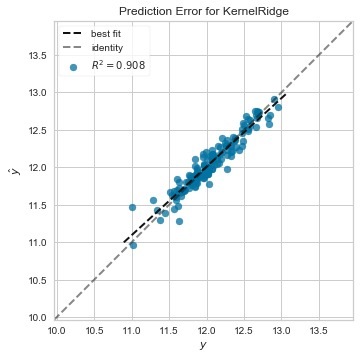 Prediction Error for KernelRidge
best fit
identity
R² = 0.908
13.5
13.0
12.5
12.0
11.5
11.0
10.5
10.0
ŷ
10.0 10.5 11.0 11.5 12.0 12.5 13.0 13.5
y